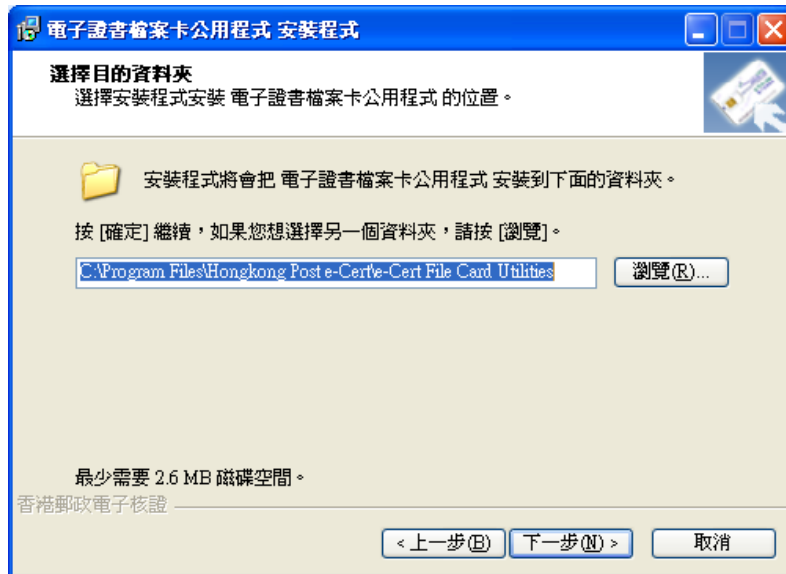 電子證書檔案卡公用程式 安裝程式
選擇目的資料夾
選擇安裝程式安裝 電子證書檔案卡公用程式 的位置。
安裝程式將會把 電子證書檔案卡公用程式 安裝到下面的資料夾。
按 [確定] 繼續，如果您想選擇另一個資料夾，請按 [瀏覽]。
C:\Program Files\Hongkong Post e-Cert\e-Cert File Card Utilities
瀏覽(R)...
最少需要 2.6 MB 磁碟空間。
香港郵政電子核證
< 上一步(B) 下一步(N) > 取消